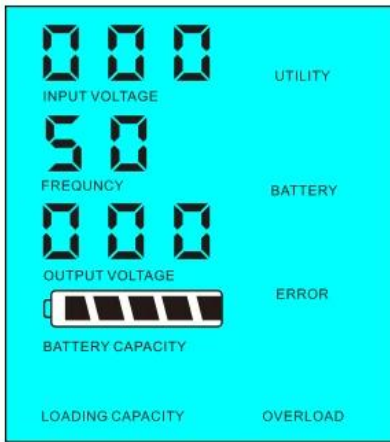 000
UTILITY
INPUT VOLTAGE
50
FREQUNCY
BATTERY
000
OUTPUT VOLTAGE
ERROR
BATTERY CAPACITY
LOADING CAPACITY OVERLOAD